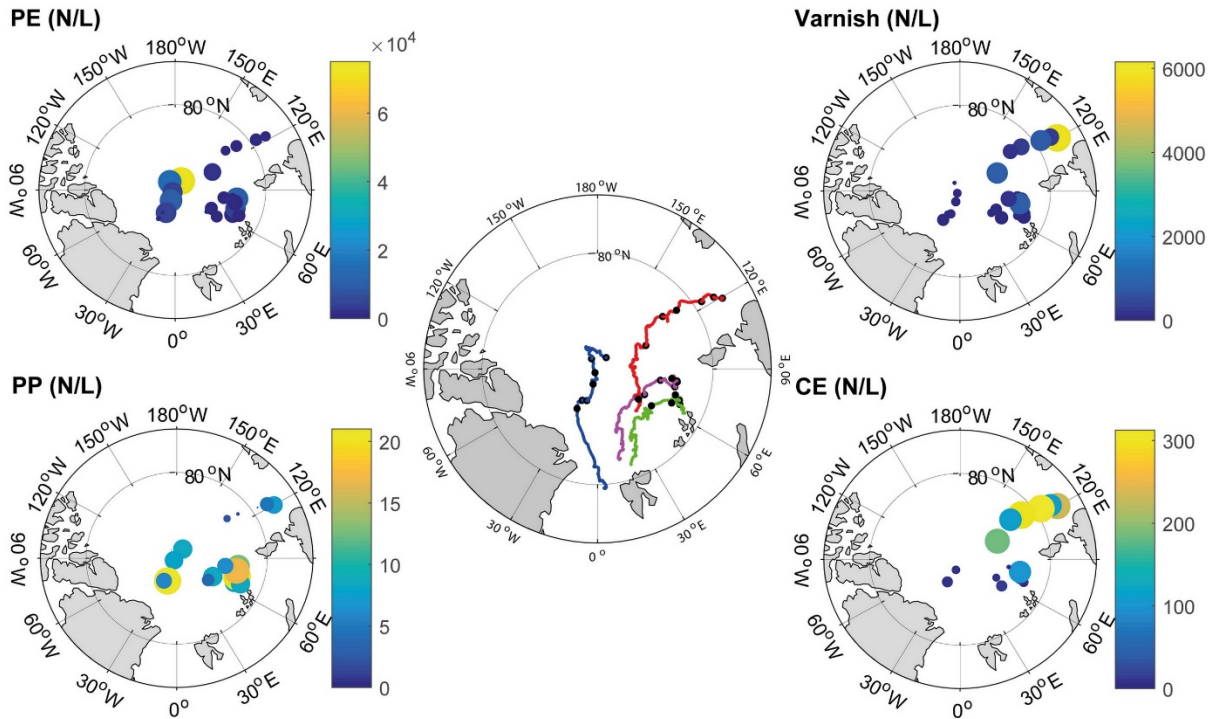 PE (N/L)
×10⁴
180°W
150°W
150°E
120°W
120°E
80°N
90°W
60°W
60°E
30°W
30°E
0°
8
6
4
2
0
Varnish (N/L)
180°W
150°W
150°E
120°W
120°E
80°N
90°W
60°W
60°E
30°W
30°E
0°
6000
4000
2000
0
180°W
150°W
150°E
120°W
120°E
80°N
90°W
90°E
60°W
60°E
30°W
30°E
0°
PP (N/L)
180°W
150°W
150°E
120°W
120°E
80°N
90°W
60°W
60°E
30°W
30°E
0°
20
15
10
5
0
CE (N/L)
180°W
150°W
150°E
120°W
120°E
80°N
90°W
60°W
60°E
30°W
30°E
0°
300
200
100
0